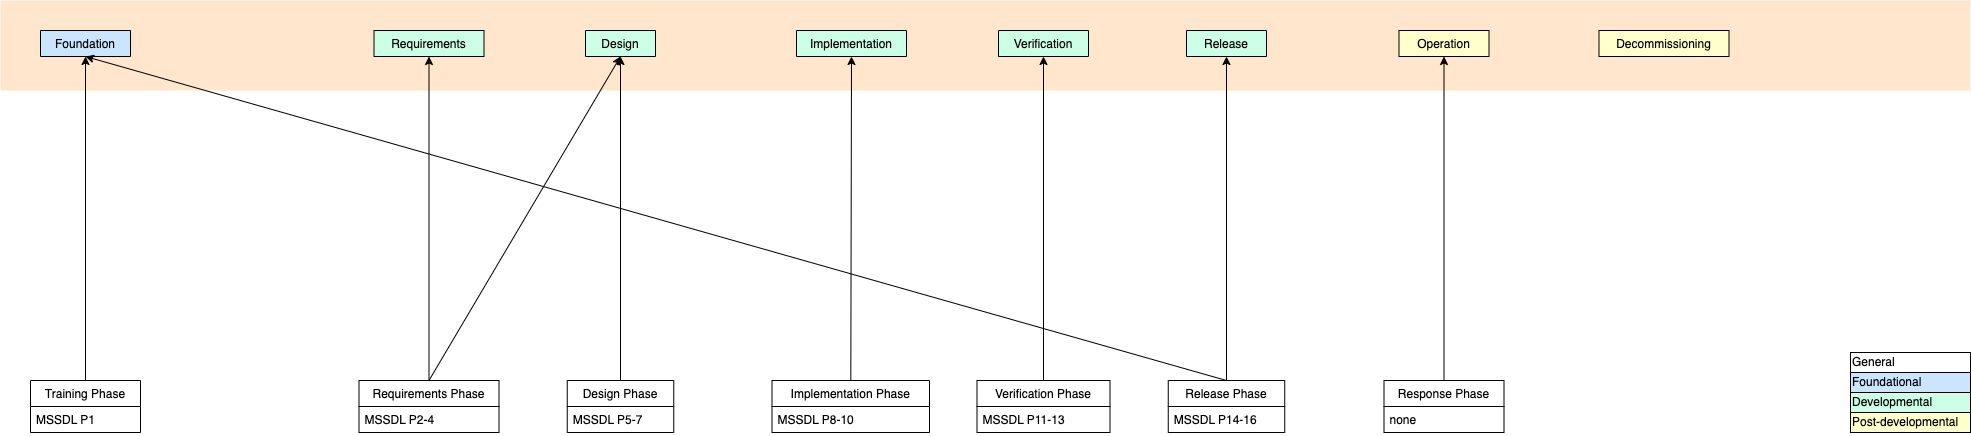 Foundation
Requirements
Design
Implementation
Verification
Release
Operation
Decommissioning
Training Phase
MSSDL P1
Requirements Phase
MSSDL P2-4
Design Phase
MSSDL P5-7
Implementation Phase
MSSDL P8-10
Verification Phase
MSSDL P11-13
Release Phase
MSSDL P14-16
Response Phase
none
General
Foundational
Developmental
Post-developmental